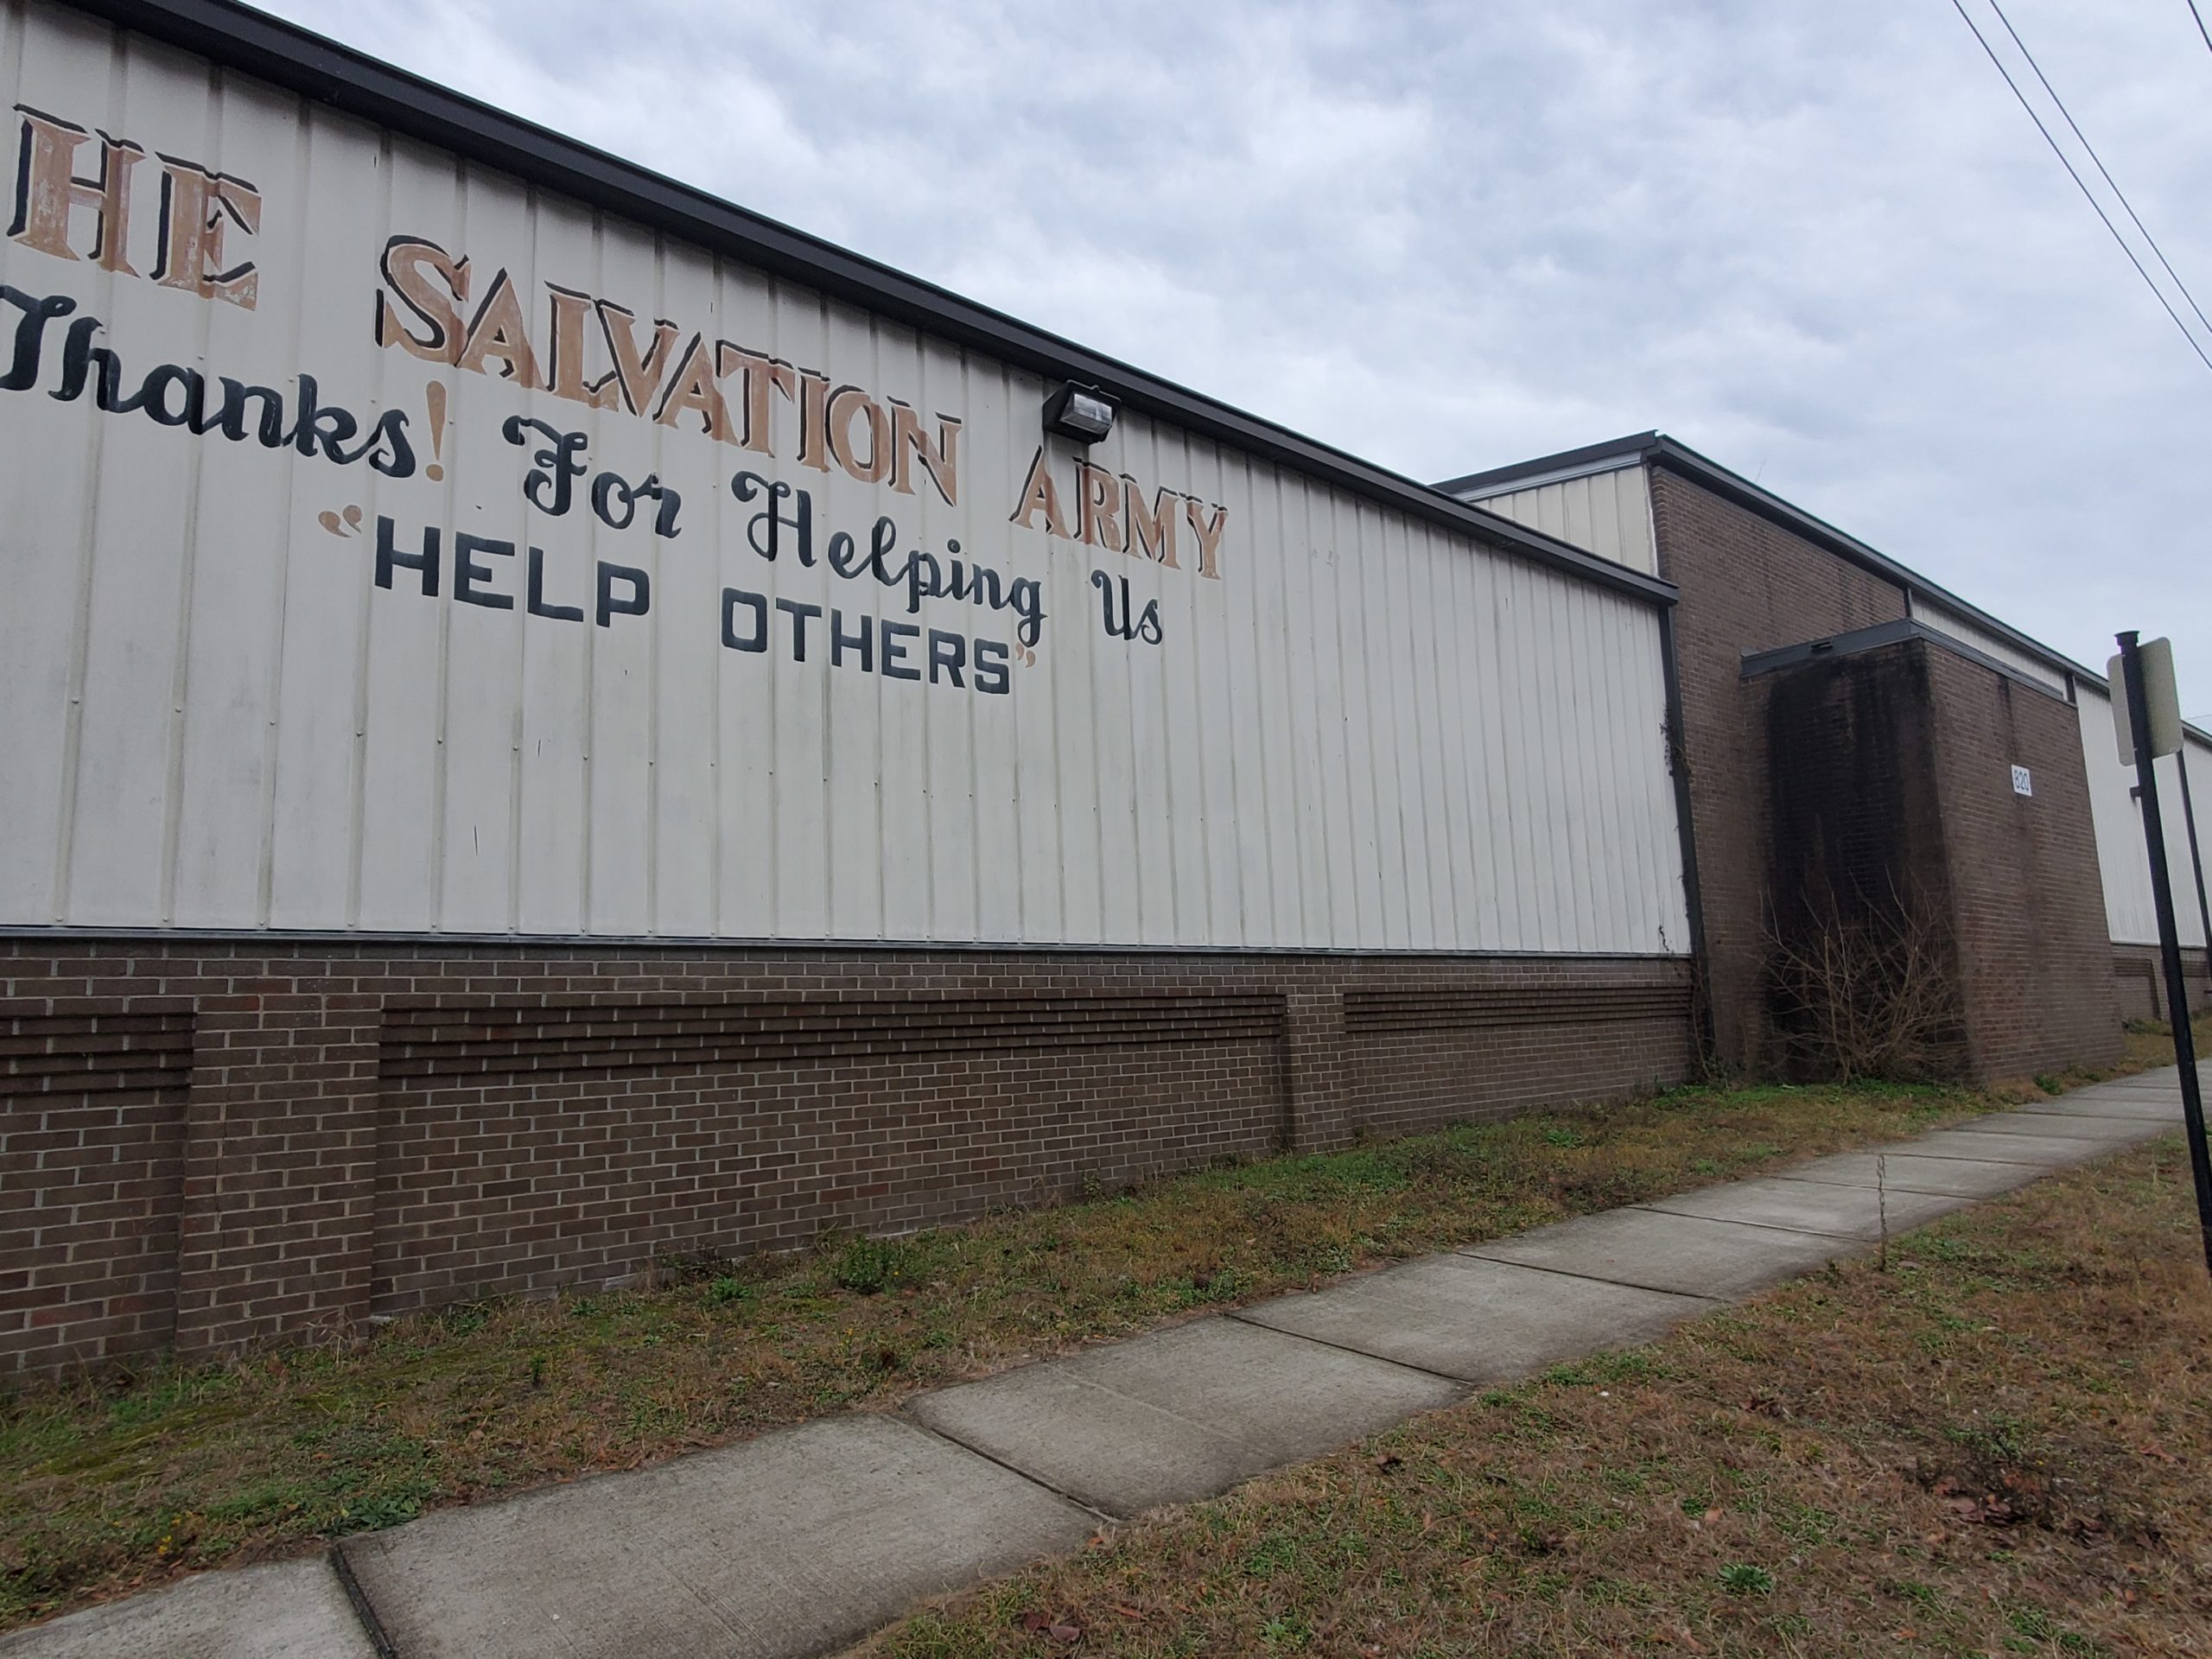 HE SALVATION ARMY
Thanks! For Helping Us
“HELP OTHERS”
820